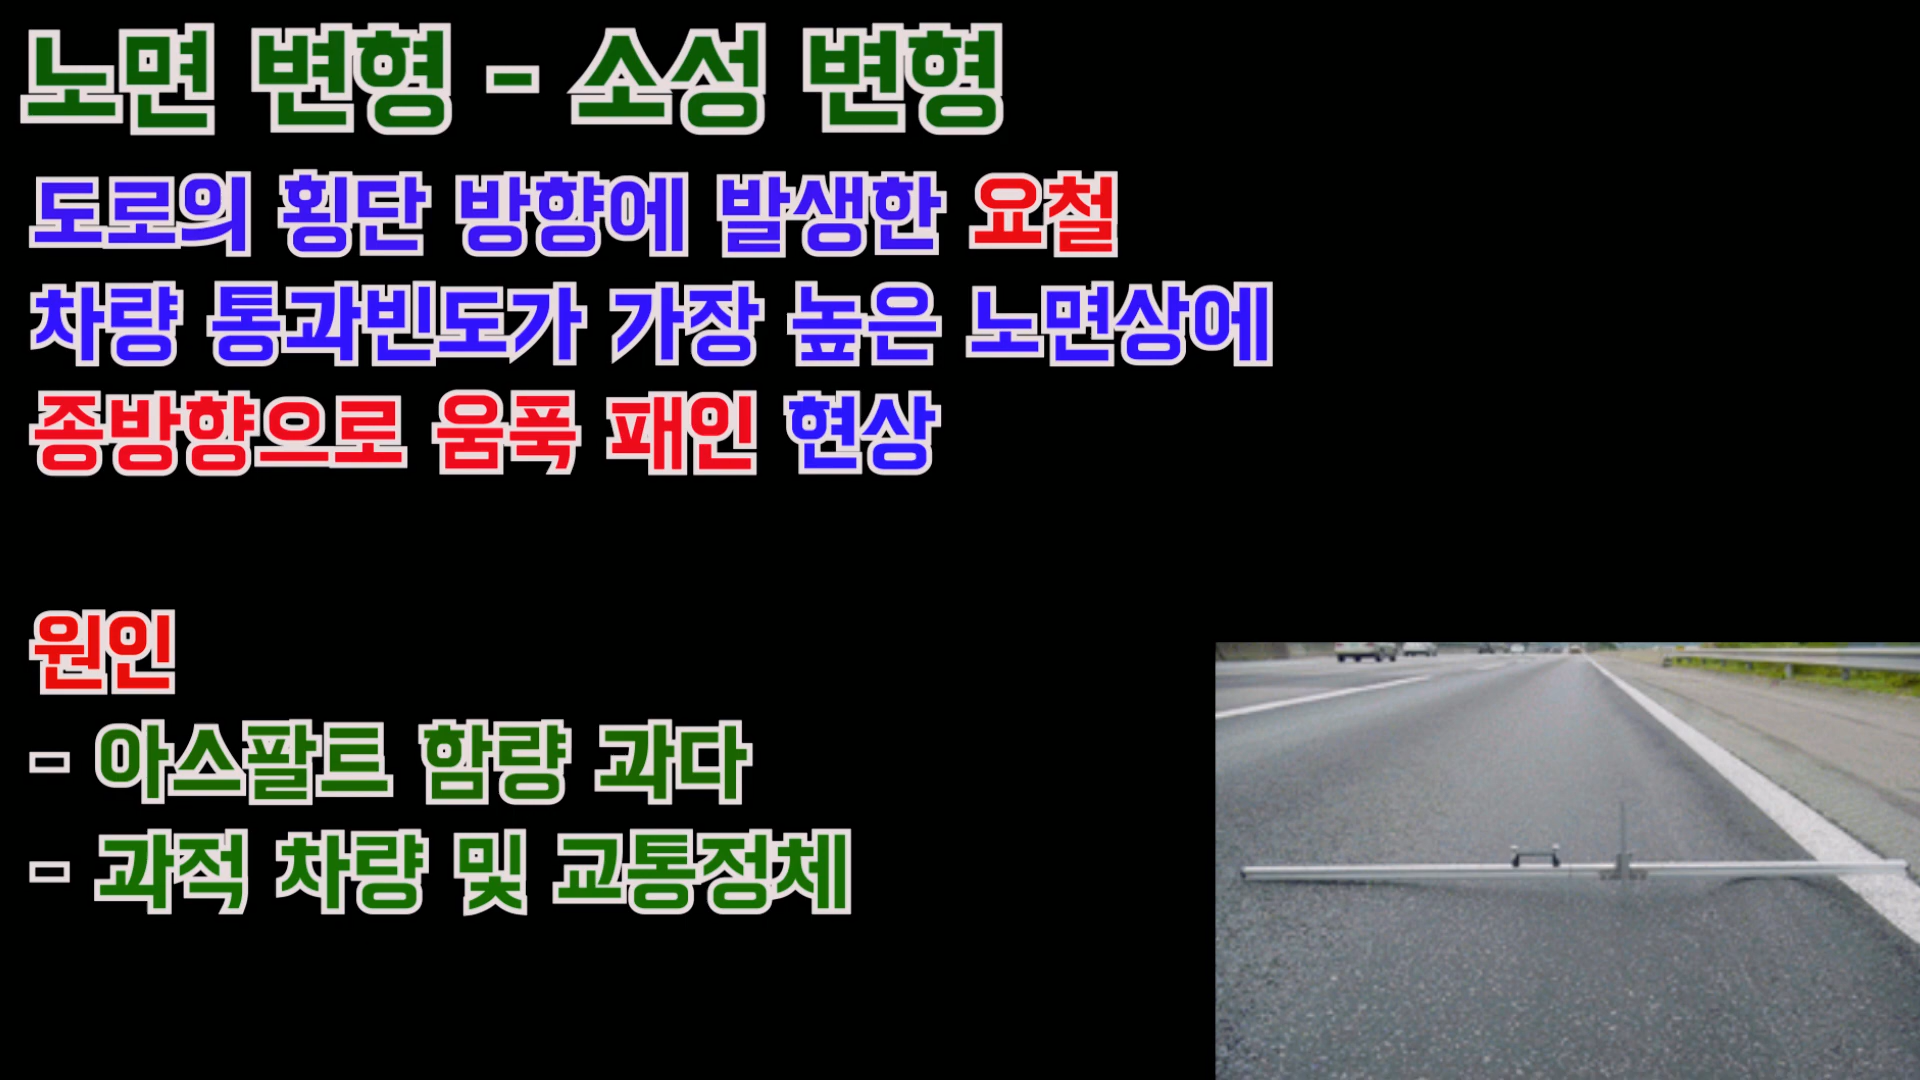 노면 변형 - 소성 변형
도로의 횡단 방향에 발생한 요철
차량 통과빈도가 가장 높은 노면상에
종방향으로 움푹 패인 현상
원인
- 아스팔트 함량 과다
- 과적 차량 및 교통정체